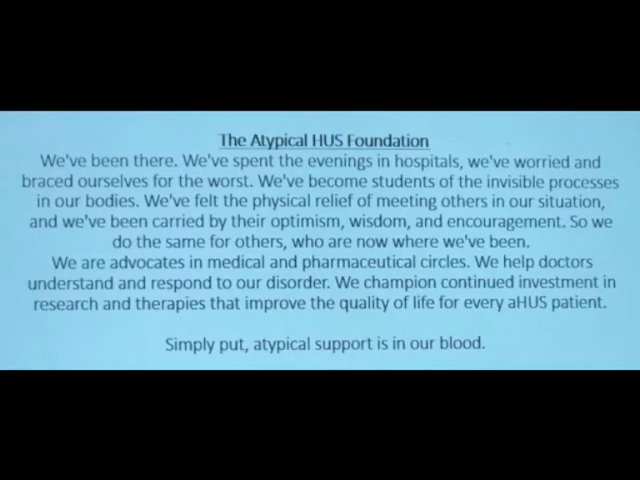 The Atypical HUS Foundation
We've been there. We've spent the evenings in hospitals, we've worried and
braced ourselves for the worst. We've become students of the invisible processes
in our bodies. We've felt the physical relief of meeting others in our situation,
and we've been carried by their optimism, wisdom, and encouragement. So we
do the same for others, who are now where we've been.
We are advocates in medical and pharmaceutical circles. We help doctors
understand and respond to our disorder. We champion continued investment in
research and therapies that improve the quality of life for every aHUS patient.
Simply put, atypical support is in our blood.